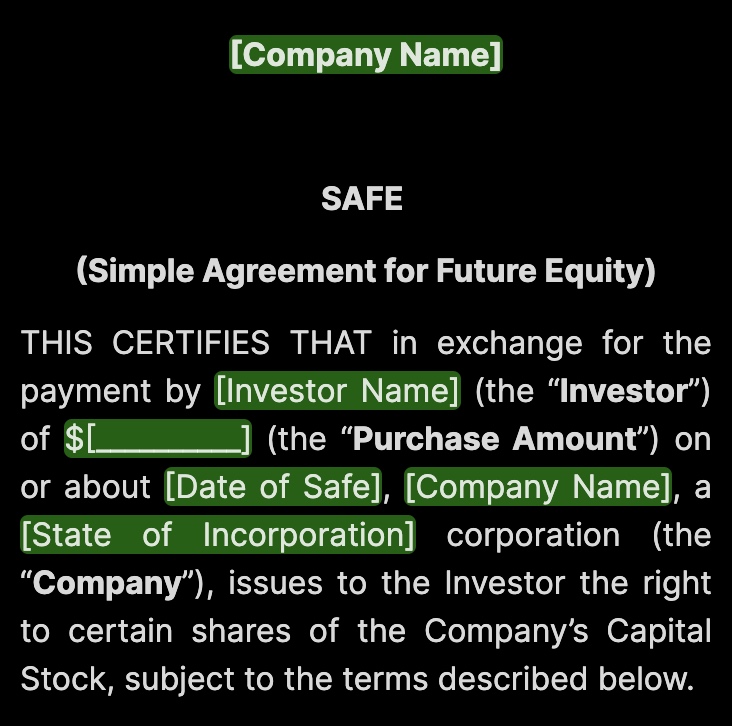 [Company Name]
SAFE
(Simple Agreement for Future Equity)
THIS CERTIFIES THAT in exchange for the
payment by [Investor Name] (the “Investor”)
of $[__________] (the “Purchase Amount”) on
or about [Date of Safe], [Company Name], a
[State of Incorporation] corporation (the
“Company”), issues to the Investor the right
to certain shares of the Company’s Capital
Stock, subject to the terms described below.